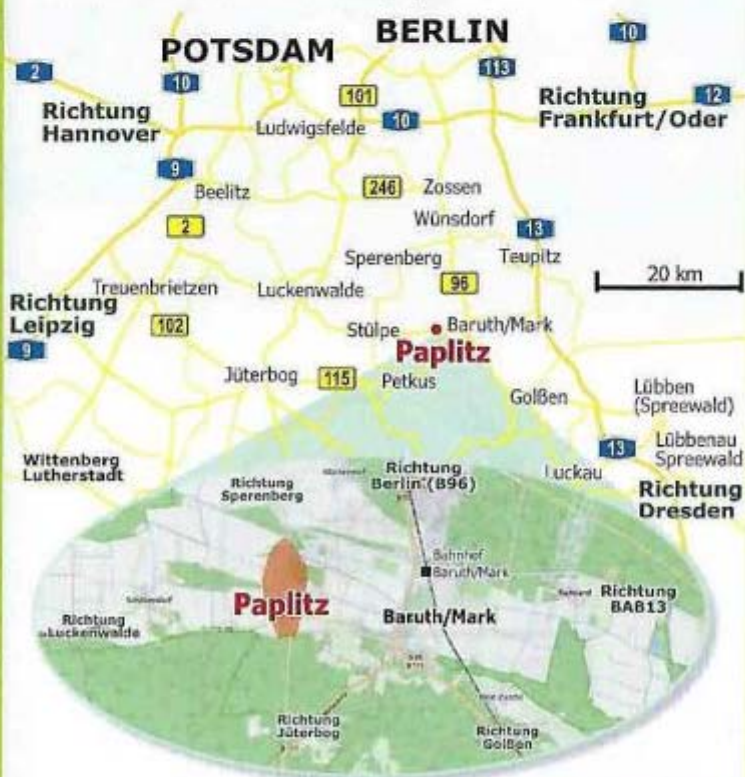 BERLIN
POTSDAM
10
2
10
113
101
12
Richtung
Hannover
Ludwigsfelde
10
Richtung
Frankfurt/Oder
9
Beelitz
246
Zossen
2
Wünsdorf
13
Sperenberg
Teupitz
96
20 km
Treuenbrietzen
Luckenwalde
Richtung
Leipzig
102
Stülpe
Baruth/Mark
9
Paplitz
Jüterbog
115
Petkus
Golßen
Lübben
(Spreewald)
13
Lübbenau
Spreewald
Wittenberg
Lutherstadt
Luckau
Richtung
Dresden
Richtung
Sperenberg
Richtung
Berlin (B96)
Bahnhof
Baruth/Mark
Richtung
BAB13
Paplitz
Baruth/Mark
Richtung
Luckenwalde
Richtung
Jüterbog
Richtung
Golßen